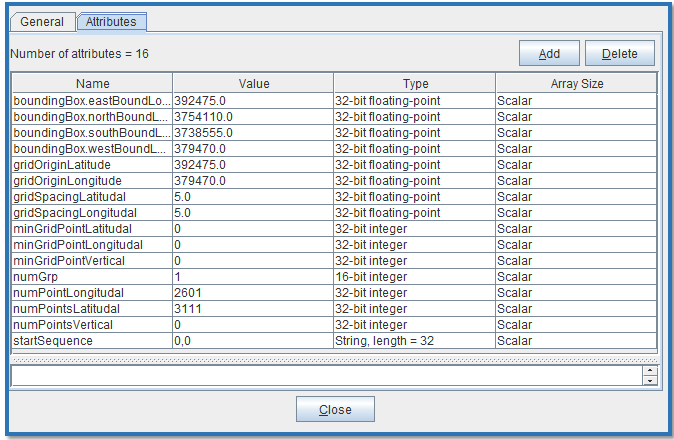 General Attributes
Number of attributes = 16 Add Delete
Name Value Type Array Size
boundingBox.eastBoundLo... 392475.0 32-bit floating-point Scalar
boundingBox.northBoundL... 3754110.0 32-bit floating-point Scalar
boundingBox.southBoundL... 3738555.0 32-bit floating-point Scalar
boundingBox.westBoundL... 379470.0 32-bit floating-point Scalar
gridOriginLatitude 392475.0 32-bit floating-point Scalar
gridOriginLongitude 379470.0 32-bit floating-point Scalar
gridSpacingLatitudal 5.0 32-bit floating-point Scalar
gridSpacingLongitudal 5.0 32-bit floating-point Scalar
minGridPointLatitudal 0 32-bit integer Scalar
minGridPointLongitudal 0 32-bit integer Scalar
minGridPointVertical 0 32-bit integer Scalar
numGrp 1 16-bit integer Scalar
numPointLongitudal 2601 32-bit integer Scalar
numPointsLatitudal 3111 32-bit integer Scalar
numPointsVertical 0 32-bit integer Scalar
startSequence 0,0 String, length = 32 Scalar
Close